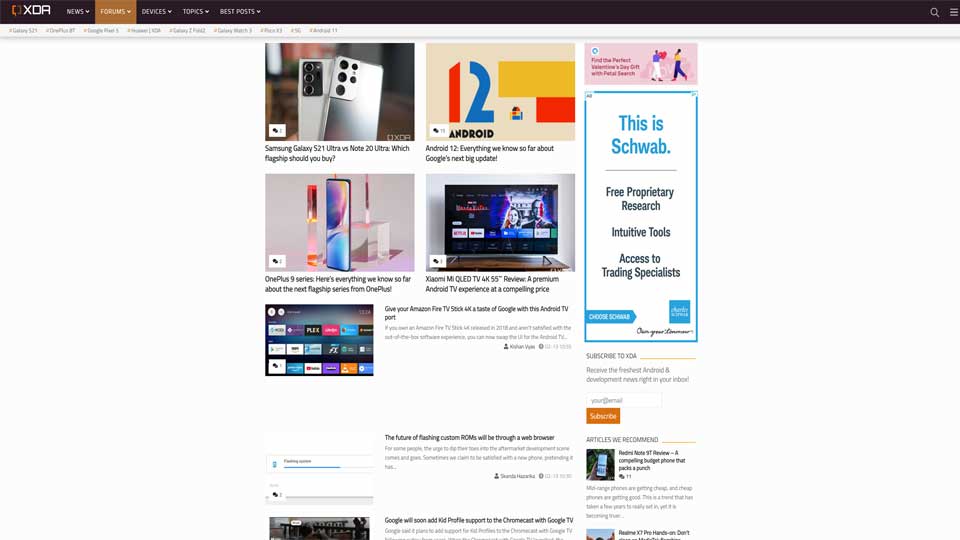 XDA
NEWS
FORUMS
DEVICES
TOPICS
BEST POSTS
#Galaxy S21
#OnePlus 8T
#Google Pixel 5
#Huawei | XDA
#Galaxy Z Fold2
#Galaxy Watch 3
#Poco X3
#5G
#Android 11
XDA
2
Samsung Galaxy S21 Ultra vs Note 20 Ultra: Which
flagship should you buy?
12
ANDROID
15
Android 12: Everything we know so far about
Google's next big update!
2
OnePlus 9 series: Here's everything we know so far
about the next flagship series from OnePlus!
NETFLIX
YouTube
3
Xiaomi Mi QLED TV 4K 55" Review: A premium
Android TV experience at a compelling price
PLEX
Give your Amazon Fire TV Stick 4K a taste of Google with this Android TV
port
If you own an Amazon Fire TV Stick 4K released in 2018 and aren't satisfied with the
out-of-the-box software experience, you can now swap the UI for the Android TV...
Kishan Vyas 02-13 10:55
Flashing system
2
The future of flashing custom ROMs will be through a web browser
For some people, the urge to dip their toes into the aftermarket development scene
comes and goes. Sometimes we claim to be satisfied with a new phone, pretending it
has...
Skanda Hazarika 02-13 10:30
Google will soon add Kid Profile support to the Chromecast with Google TV
Google said it plans to add support for Kid Profiles to the Chromecast with Google TV
Find the Perfect
Valentine's Day Gift
with Petal Search
AD
This is
Schwab.
Free Proprietary
Research
Intuitive Tools
Access to
Trading Specialists
CHOOSE SCHWAB
charles
SCHWAB
Own your tomorrow
SUBSCRIBE TO XDA
Receive the freshest Android &
development news right in your inbox!
your@email
Subscribe
ARTICLES WE RECOMMEND
Redmi Note 9T Review – A
compelling budget phone that
packs a punch
11
Mid-range phones are getting cheap, and cheap
phones are getting good. This is a trend that has
taken a few years to really set in, yet it is
becoming truer...
Realme X7 Pro Hands-on: Don't